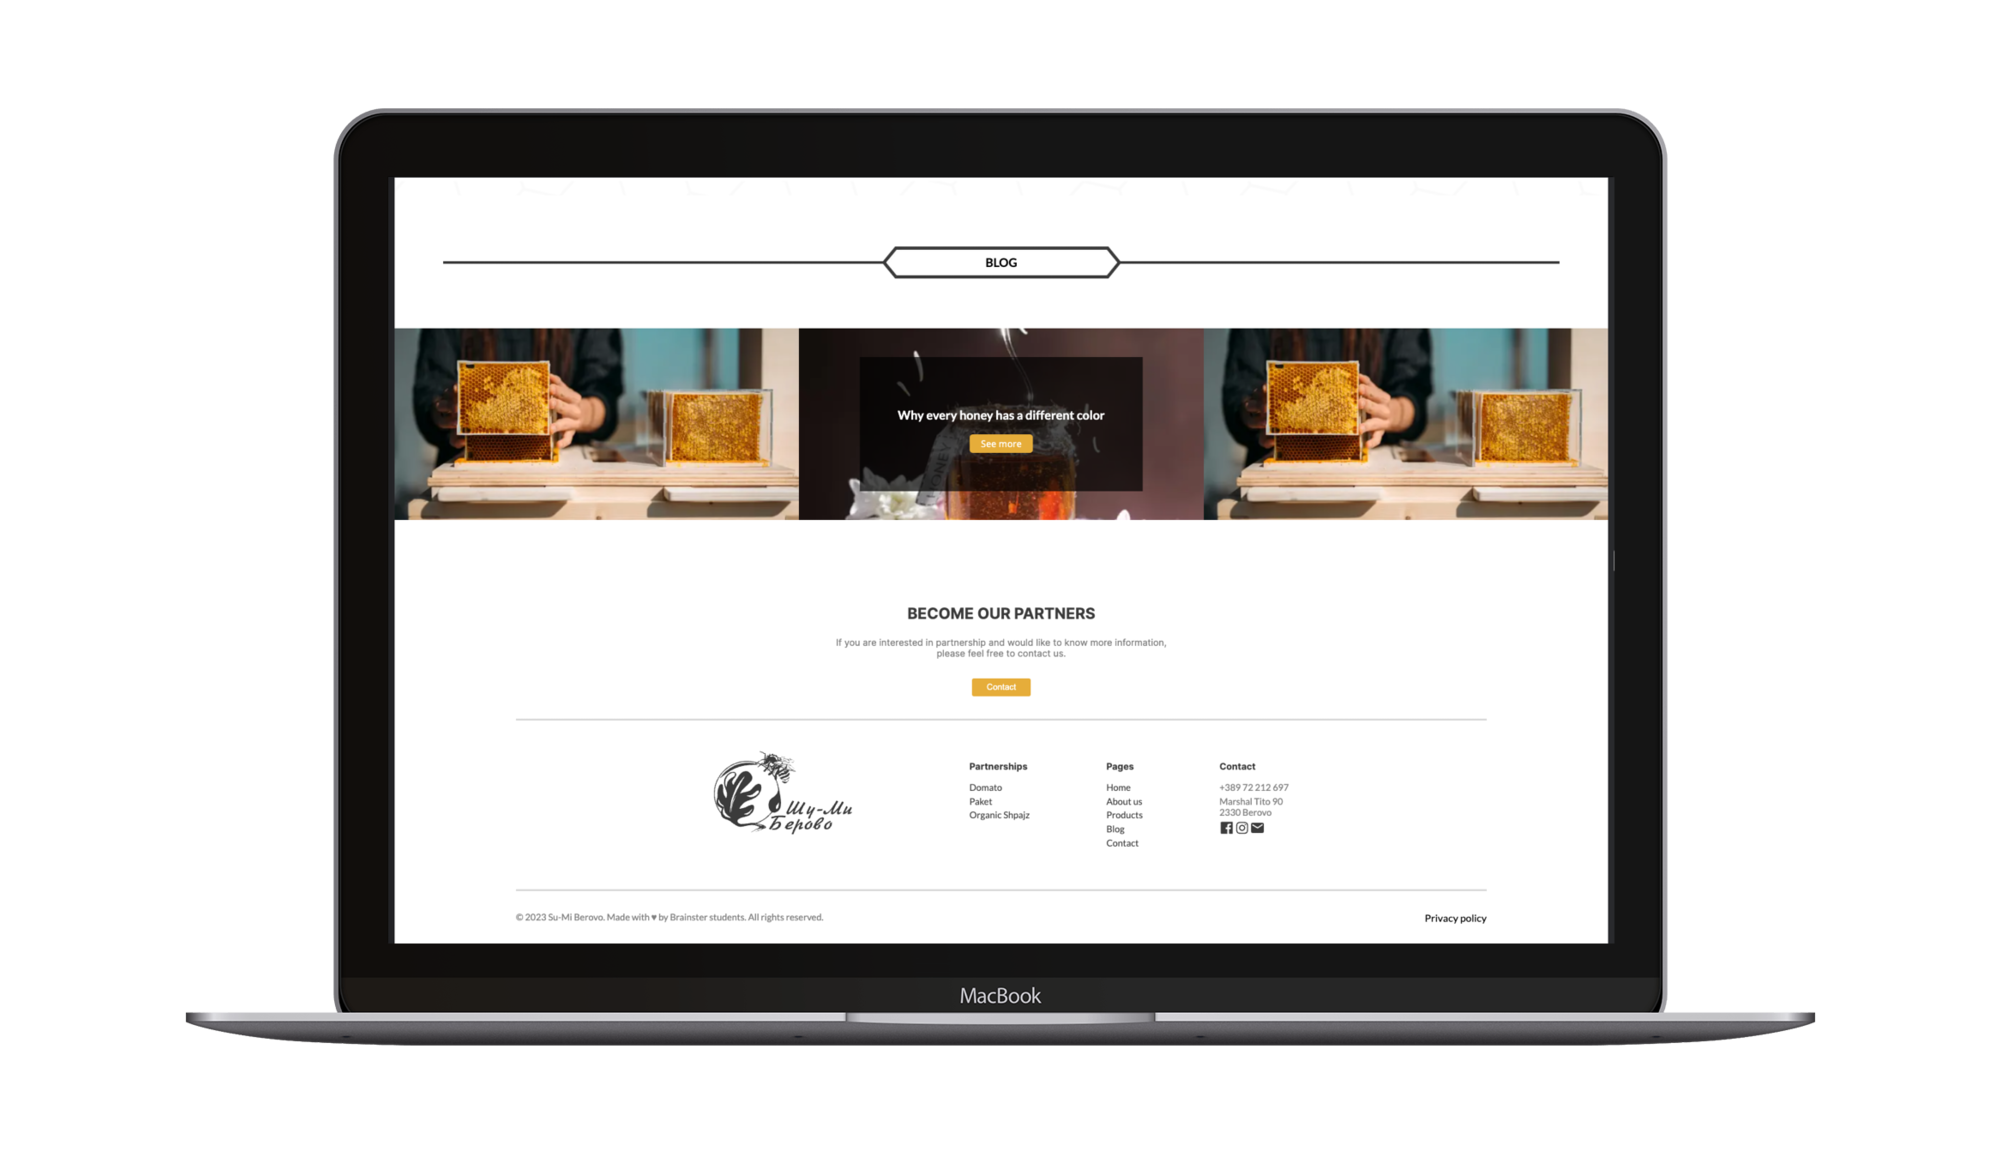 BLOG
Why every honey has a different color
See more
HONEY
BECOME OUR PARTNERS
If you are interested in partnership and would like to know more information,
please feel free to contact us.
Contact
Шу-Ми
Берово
Partnerships
Domato
Paket
Organic Shpajz
Pages
Home
About us
Products
Blog
Contact
Contact
+389 72 212 697
Marshal Tito 90
2330 Berovo
© 2023 Su-Mi Berovo. Made with ♥ by Brainster students. All rights reserved.
Privacy policy
MacBook